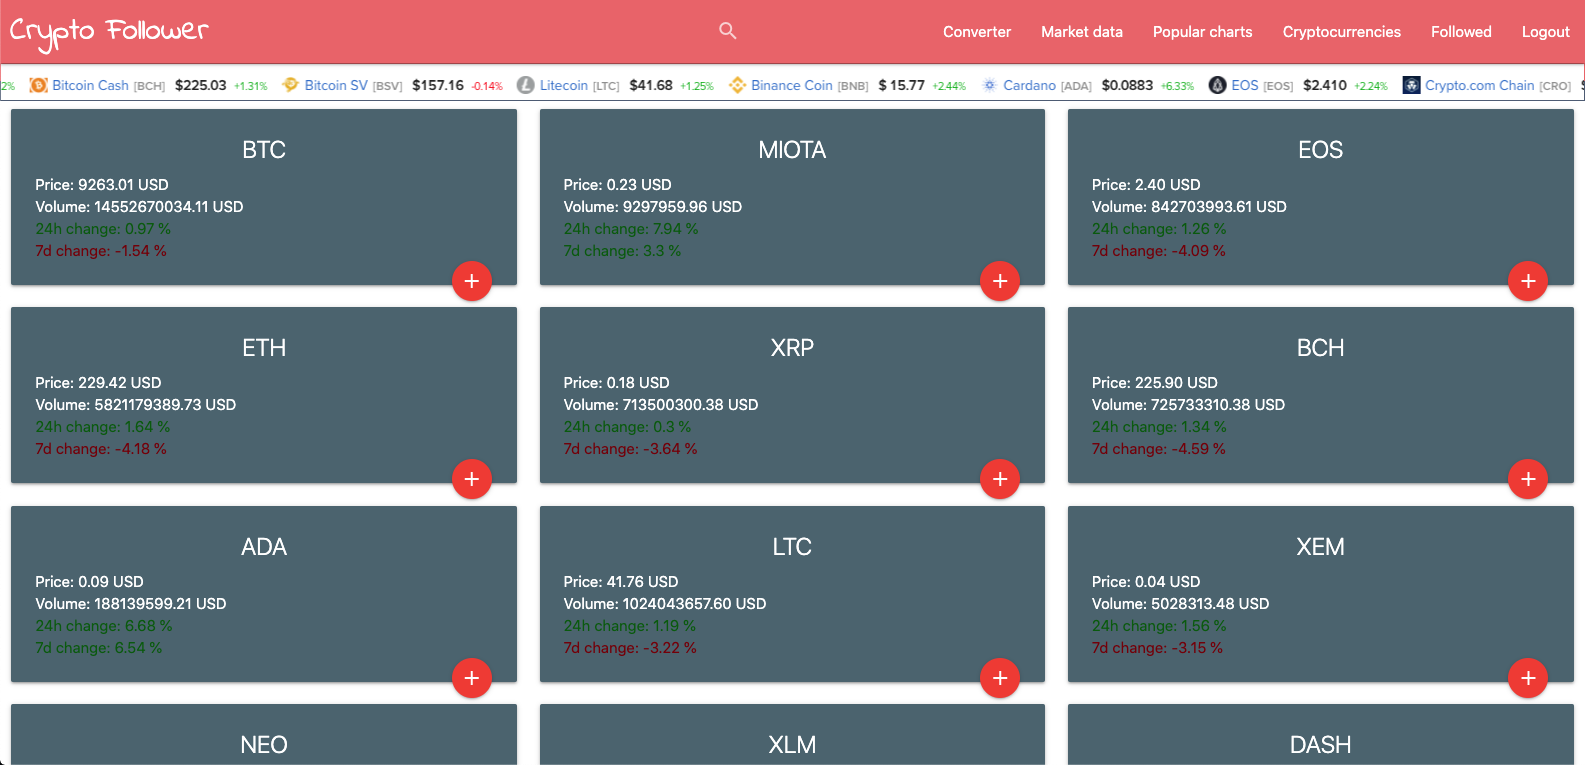 Crypto Follower
Converter Market data Popular charts Cryptocurrencies Followed Logout
2% Bitcoin Cash [BCH] $225.03 +1.31% Bitcoin SV [BSV] $157.16 -0.14% Litecoin [LTC] $41.68 +1.25% Binance Coin [BNB] $ 15.77 +2.44% Cardano [ADA] $0.0883 +6.33% EOS [EOS] $2.410 +2.24% Crypto.com Chain [CRO]
BTC
Price: 9263.01 USD
Volume: 14552670034.11 USD
24h change: 0.97 %
7d change: -1.54 %
+
MIOTA
Price: 0.23 USD
Volume: 9297959.96 USD
24h change: 7.94 %
7d change: 3.3 %
+
EOS
Price: 2.40 USD
Volume: 842703993.61 USD
24h change: 1.26 %
7d change: -4.09 %
+
ETH
Price: 229.42 USD
Volume: 5821179389.73 USD
24h change: 1.64 %
7d change: -4.18 %
+
XRP
Price: 0.18 USD
Volume: 713500300.38 USD
24h change: 0.3 %
7d change: -3.64 %
+
BCH
Price: 225.90 USD
Volume: 725733310.38 USD
24h change: 1.34 %
7d change: -4.59 %
+
ADA
Price: 0.09 USD
Volume: 188139599.21 USD
24h change: 6.68 %
7d change: 6.54 %
+
LTC
Price: 41.76 USD
Volume: 1024043657.60 USD
24h change: 1.19 %
7d change: -3.22 %
+
XEM
Price: 0.04 USD
Volume: 5028313.48 USD
24h change: 1.56 %
7d change: -3.15 %
+
NEO
XLM
DASH